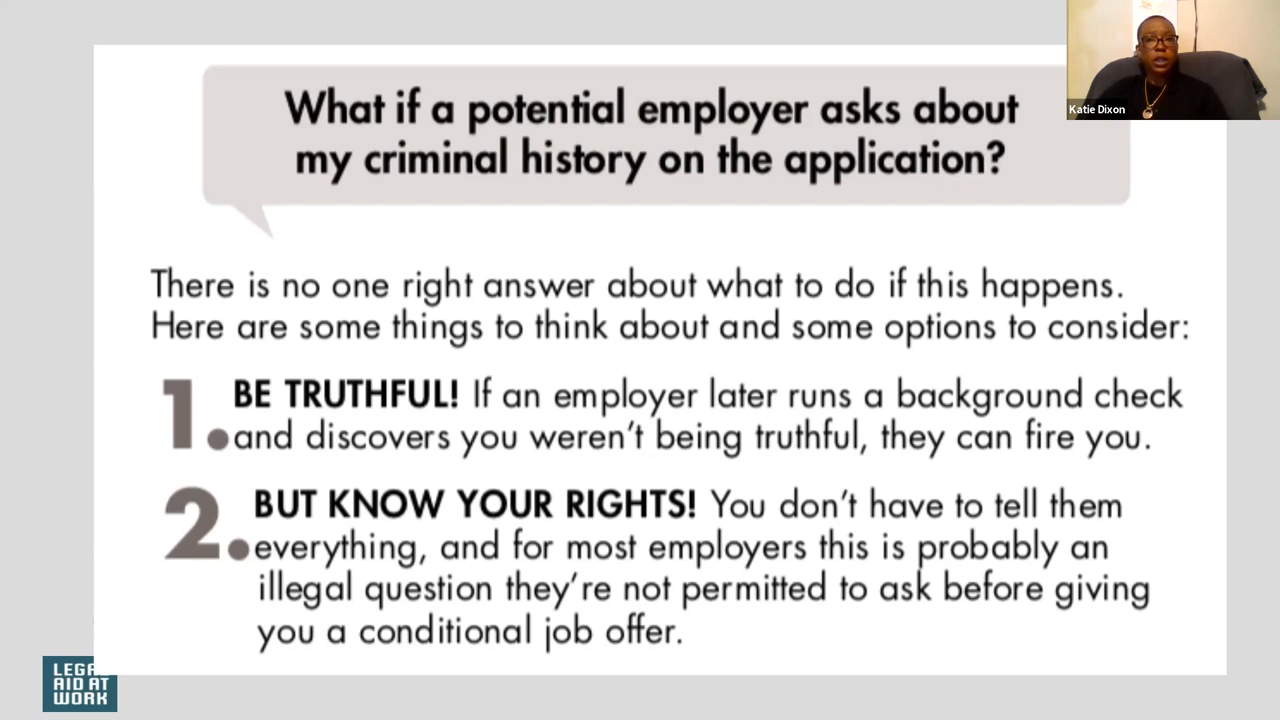 What if a potential employer asks about
my criminal history on the application?
Katie Dixon
There is no one right answer about what to do if this happens.
Here are some things to think about and some options to consider:
1. BE TRUTHFUL! If an employer later runs a background check
and discovers you weren't being truthful, they can fire you.
2. BUT KNOW YOUR RIGHTS! You don't have to tell them
everything, and for most employers this is probably an
illegal question they're not permitted to ask before giving
you a conditional job offer.
LEGA
AID AT
WORK